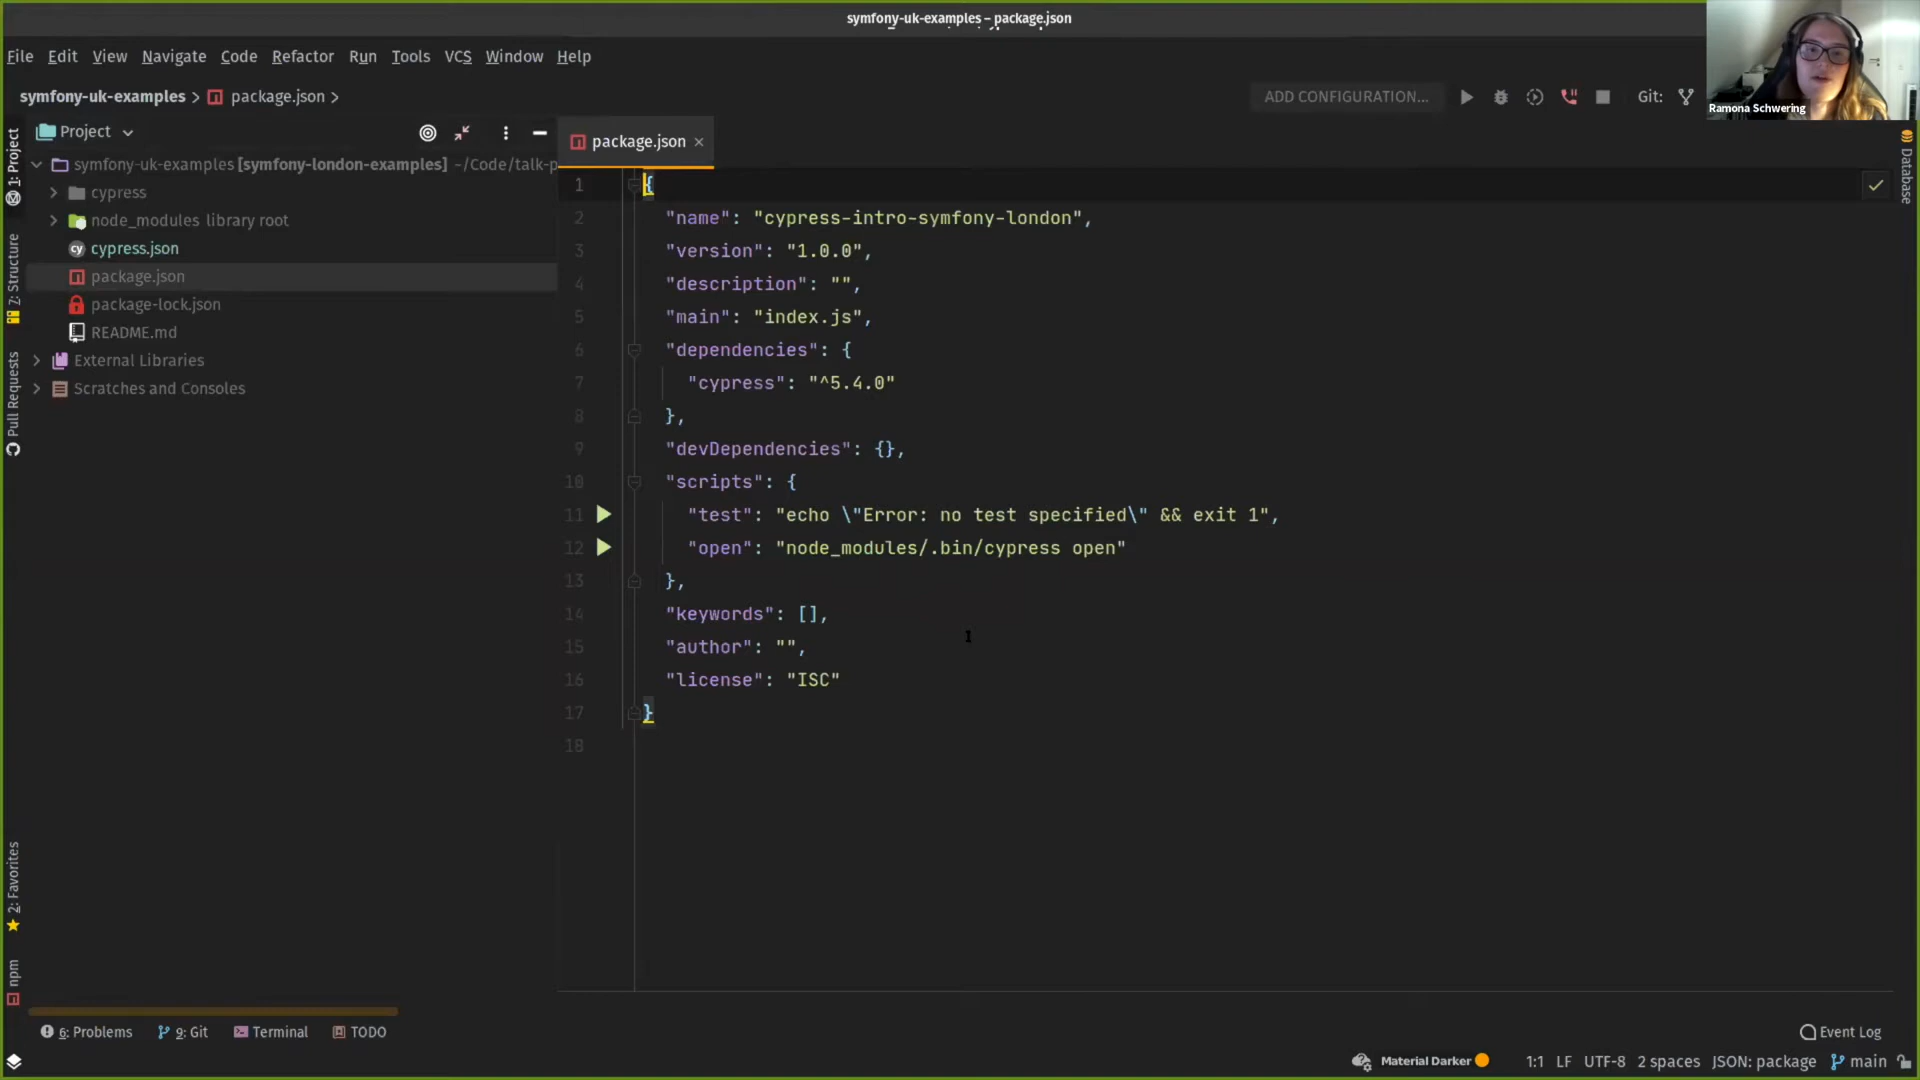 symfony-uk-examples – package.json
File Edit View Navigate Code Refactor Run Tools VCS Window Help
symfony-uk-examples package.json
ADD CONFIGURATION...
Git:
Ramona Schwering
1: Project
7: Structure
Pull Requests
2: Favorites
npm
Project
symfony-uk-examples [symfony-london-examples] ~/Code/talk-p
cypress
node_modules library root
cypress.json
package.json
package-lock.json
README.md
External Libraries
Scratches and Consoles
package.json
1 {
2 "name": "cypress-intro-symfony-london",
3 "version": "1.0.0",
4 "description": "",
5 "main": "index.js",
6 "dependencies": {
7 "cypress": "^5.4.0"
8 },
9 "devDependencies": {},
10 "scripts": {
11 "test": "echo \"Error: no test specified\" && exit 1",
12 "open": "node_modules/.bin/cypress open"
13 },
14 "keywords": [],
15 "author": "",
16 "license": "ISC"
17 }
18
Database
6: Problems 9: Git Terminal TODO
Event Log
Material Darker 1:1 LF UTF-8 2 spaces JSON: package main